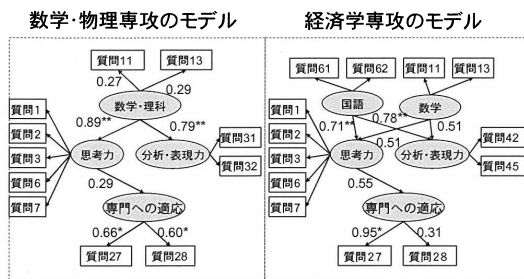 数学・物理専攻のモデル
質問11
質問13
0.27
0.29
数学・理科
0.89**
0.79**
質問1
質問2
質問3
質問6
質問7
思考力
分析・表現力
質問31
質問32
0.29
専門への適応
0.66*
0.60*
質問27
質問28
経済学専攻のモデル
質問61
質問62
質問11
質問13
国語
数学
0.71**
0.78**
0.51
0.51
質問1
質問2
質問3
質問6
質問7
思考力
分析・表現力
質問42
質問45
0.55
専門への適応
0.95*
0.31
質問27
質問28